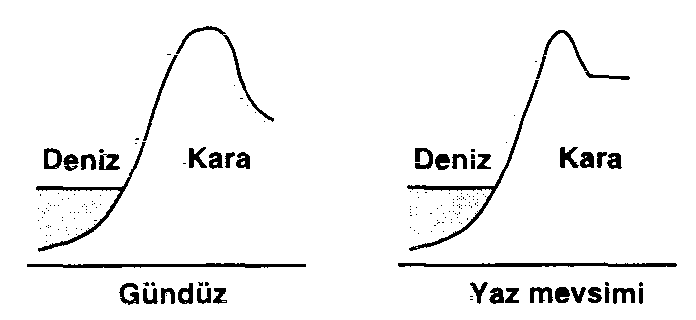 Deniz Kara
Deniz Kara
Gündüz
Yaz mevsimi